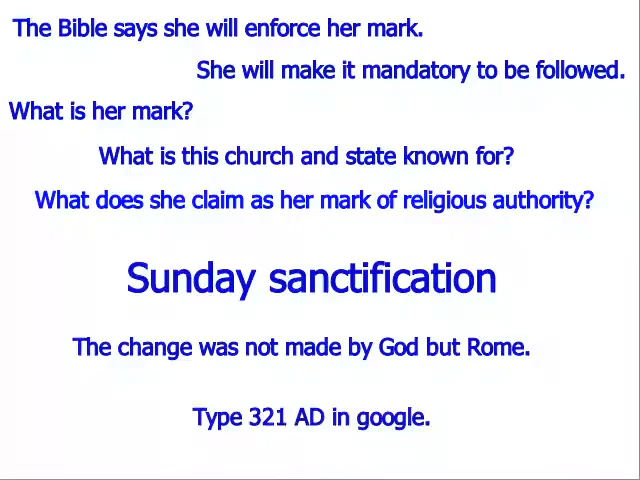 The Bible says she will enforce her mark.
She will make it mandatory to be followed.
What is her mark?
What is this church and state known for?
What does she claim as her mark of religious authority?
Sunday sanctification
The change was not made by God but Rome.
Type 321 AD in google.